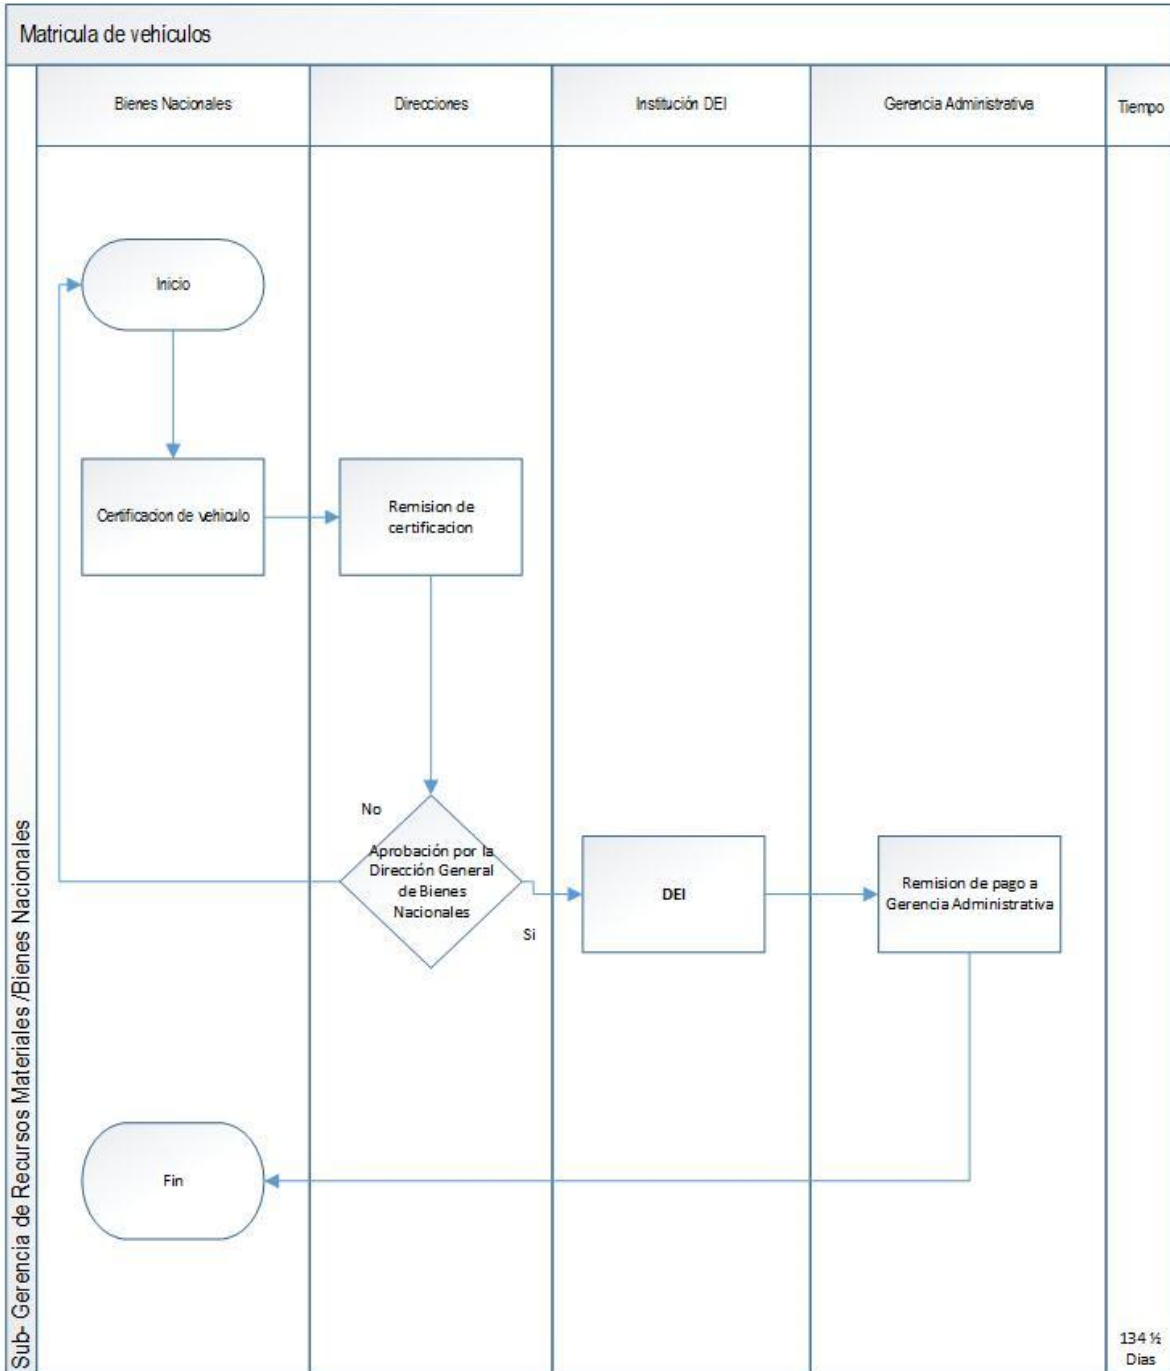 Matricula de vehículos
Bienes Nacionales
Direcciones
Institución DEI
Gerencia Administrativa
Tiempo
Sub- Gerencia de Recursos Materiales /Bienes Nacionales
Inicio
Certificacion de vehiculo
Remision de
certificacion
No
Aprobación por la
Dirección General
de Bienes
Nacionales
Si
DEI
Remision de pago a
Gerencia Administrativa
Fin
134 ½
Dias